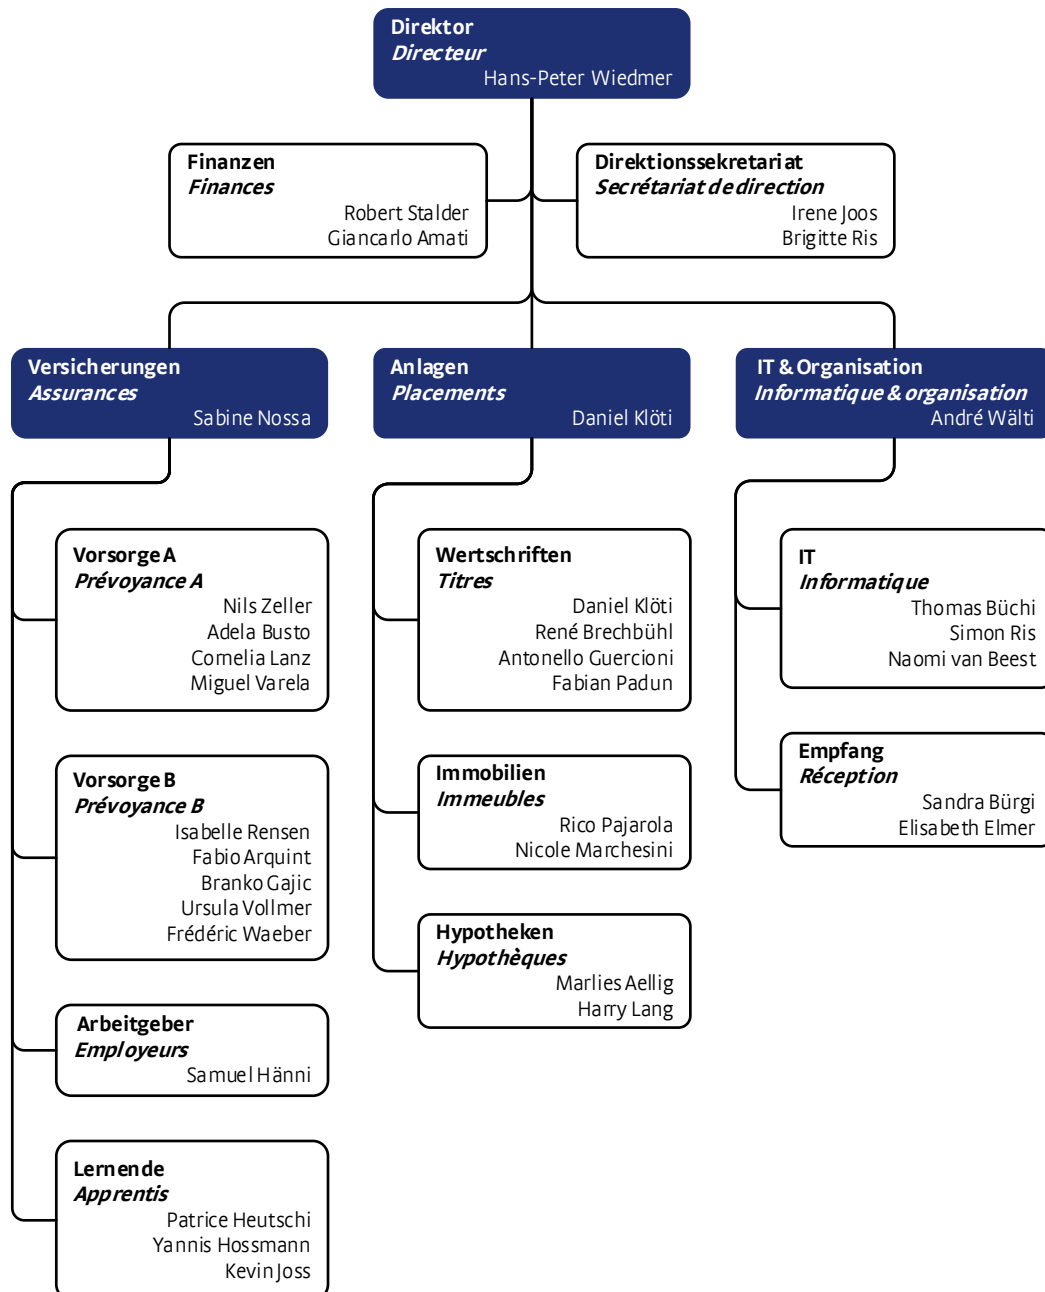 Direktor
Directeur
Hans-Peter Wiedmer
Finanzen
Finances
Robert Stalder
Giancarlo Amati
Direktionssekretariat
Secrétariat de direction
Irene Joos
Brigitte Ris
Versicherungen
Assurances
Sabine Nossa
Anlagen
Placements
Daniel Klöti
IT & Organisation
Informatique & organisation
André Wälti
Vorsorge A
Prévoyance A
Nils Zeller
Adela Busto
Cornelia Lanz
Miguel Varela
Vorsorge B
Prévoyance B
Isabelle Rensen
Fabio Arquint
Branko Gajic
Ursula Vollmer
Frédéric Waeber
Arbeitgeber
Employeurs
Samuel Hänni
Lernende
Apprentis
Patrice Heutschi
Yannis Hossmann
Kevin Joss
Wertschriften
Titres
Daniel Klöti
René Brechbühl
Antonello Guercioni
Fabian Padun
Immobilien
Immeubles
Rico Pajarola
Nicole Marchesini
Hypotheken
Hypothèques
Marlies Aellig
Harry Lang
IT
Informatique
Thomas Büchi
Simon Ris
Naomi van Beest
Empfang
Réception
Sandra Bürgi
Elisabeth Elmer